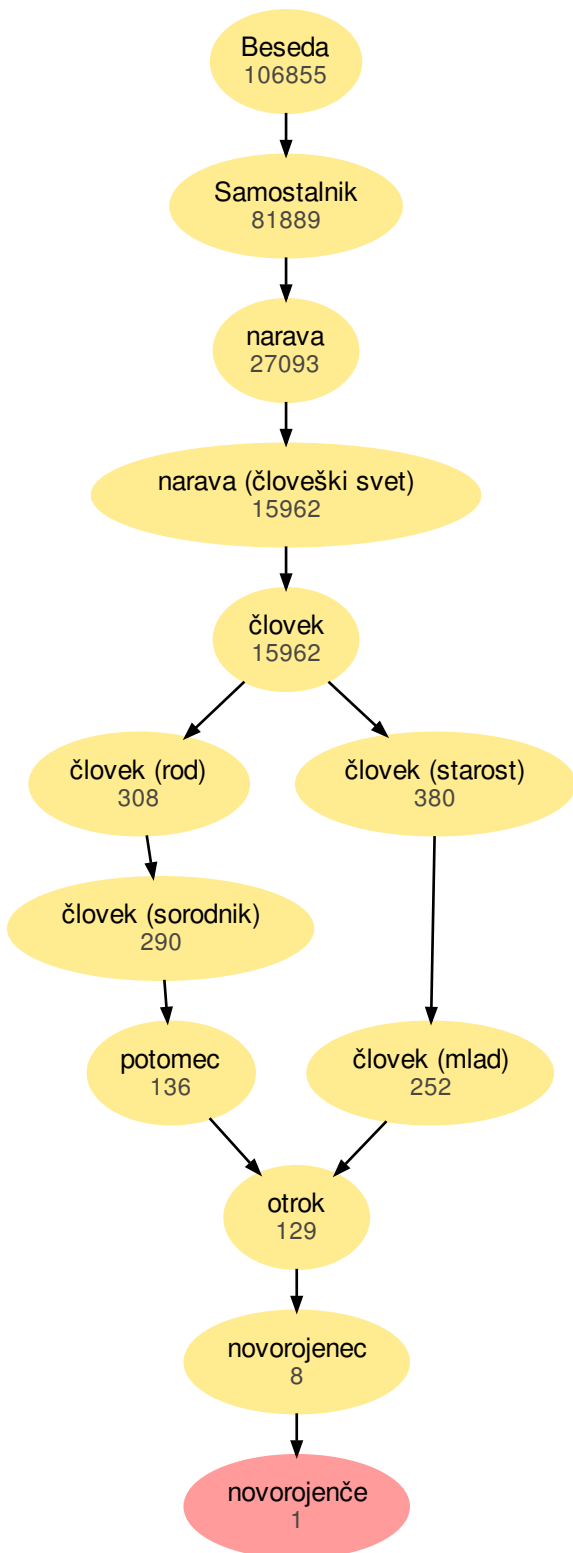 Beseda
106855
Samostalnik
81889
narava
27093
narava (človeški svet)
15962
človek
15962
človek (rod)
308
človek (starost)
380
človek (sorodnik)
290
potomec
136
človek (mlad)
252
otrok
129
novorojenec
8
novorojenče
1